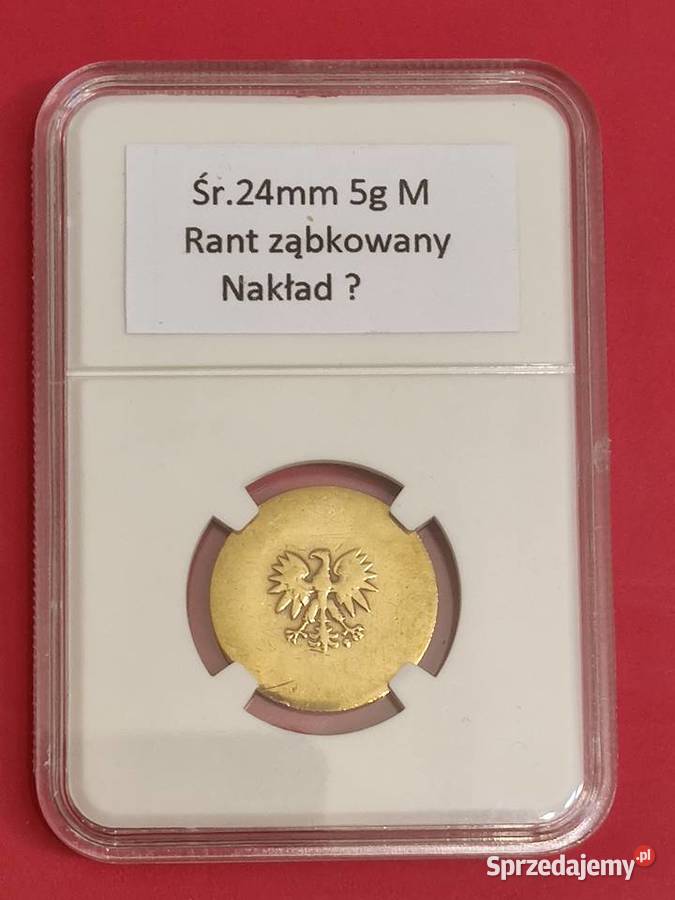 Śr.24mm 5g M
Rant ząbkowany
Nakład ?
Sprzedajemy.pl